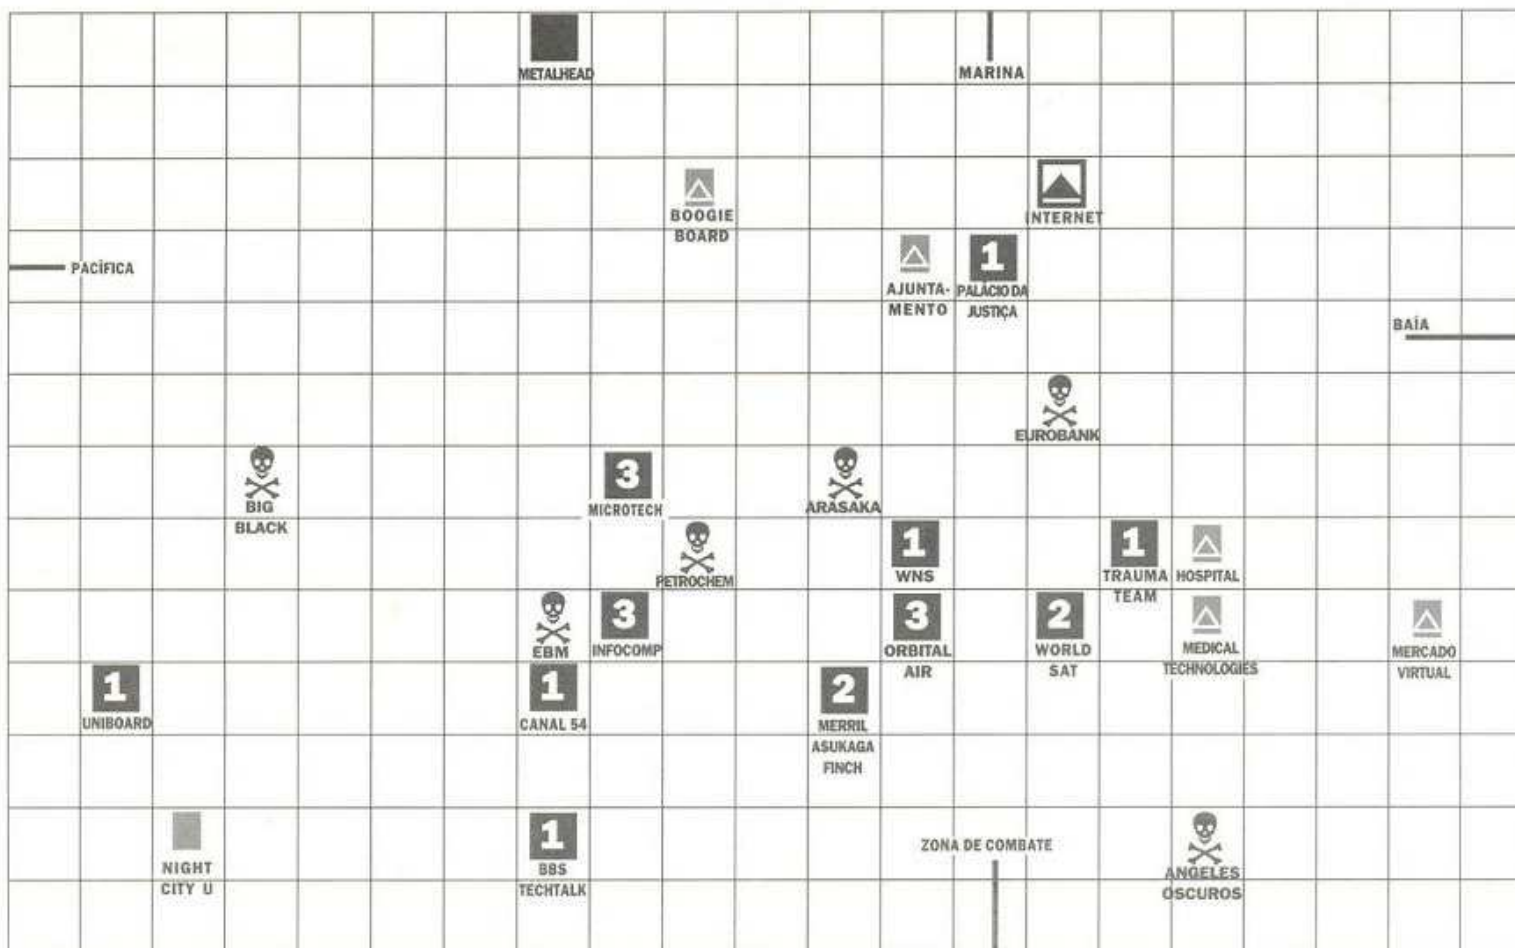 METALHEAD
MARINA
BOOGIE
BOARD
INTERNET
PACÍFICA
AJUNTA-
MENTO
1
PALÁCIO DA
JUSTIÇA
BAÍA
EUROBANK
BIG
BLACK
3
MICROTECH
ARASAKA
PETROCHEM
1
WNS
1
TRAUMA
TEAM
HOSPITAL
EBM
3
INFOCOMP
3
ORBITAL
AIR
2
WORLD
SAT
MEDICAL
TECHNOLOGIES
MERCADO
VIRTUAL
1
UNIBOARD
1
CANAL 54
2
MERRIL
ASUKAGA
FINCH
NIGHT
CITY U
1
BBS
TECHTALK
ZONA DE COMBATE
ANGELES
OSCUROS